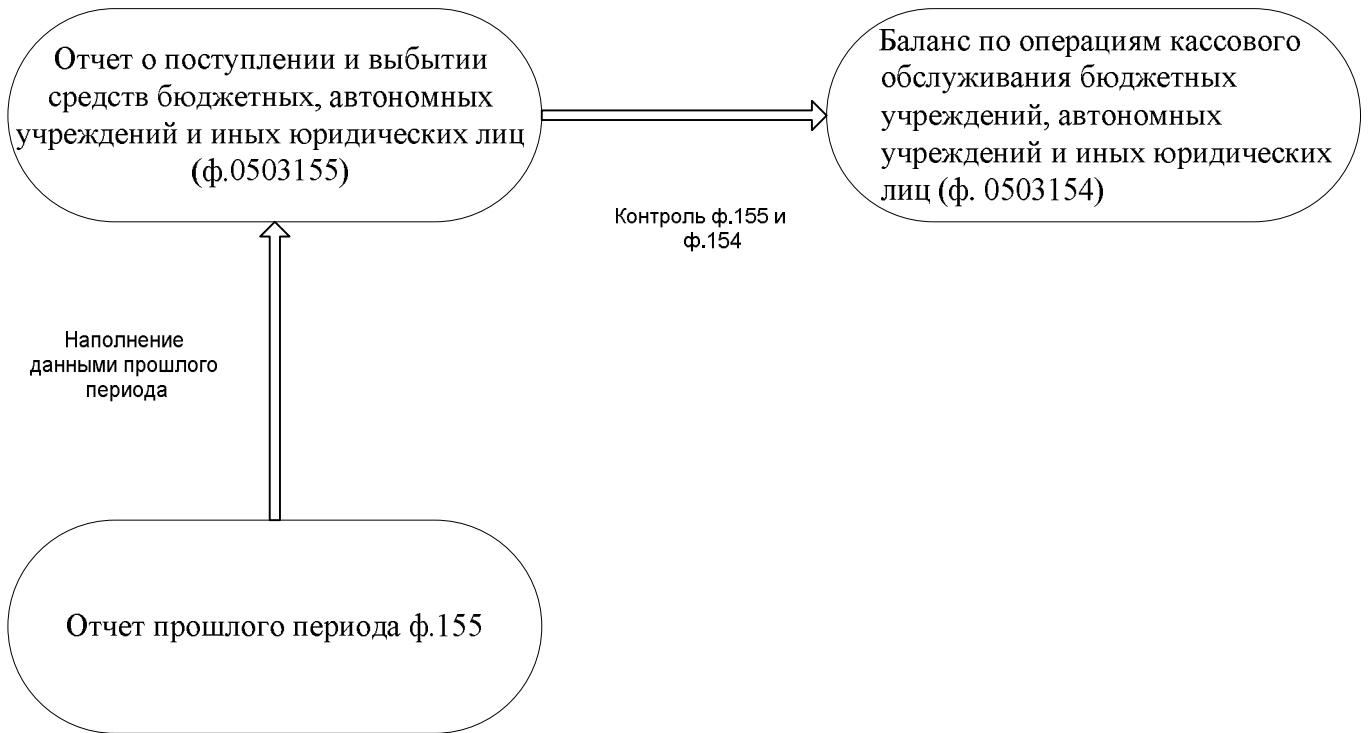 Отчет о поступлении и выбытии
средств бюджетных, автономных
учреждений и иных юридических лиц
(ф.0503155)
Баланс по операциям кассового
обслуживания бюджетных
учреждений, автономных
учреждений и иных юридических
лиц (ф. 0503154)
Контроль ф.155 и
ф.154
Наполнение
данными прошлого
периода
Отчет прошлого периода ф.155